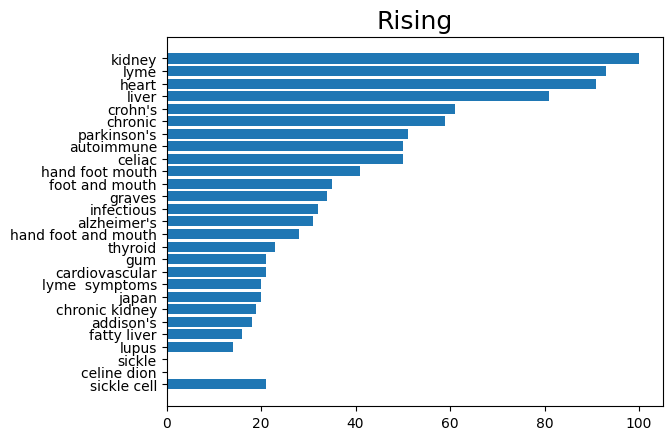 Rising
kidney
lyme
heart
liver
crohn's
chronic
parkinson's
autoimmune
celiac
hand foot mouth
foot and mouth
graves
infectious
alzheimer's
hand foot and mouth
thyroid
gum
cardiovascular
lyme  symptoms
japan
chronic kidney
addison's
fatty liver
lupus
sickle
celine dion
sickle cell
0 20 40 60 80 100